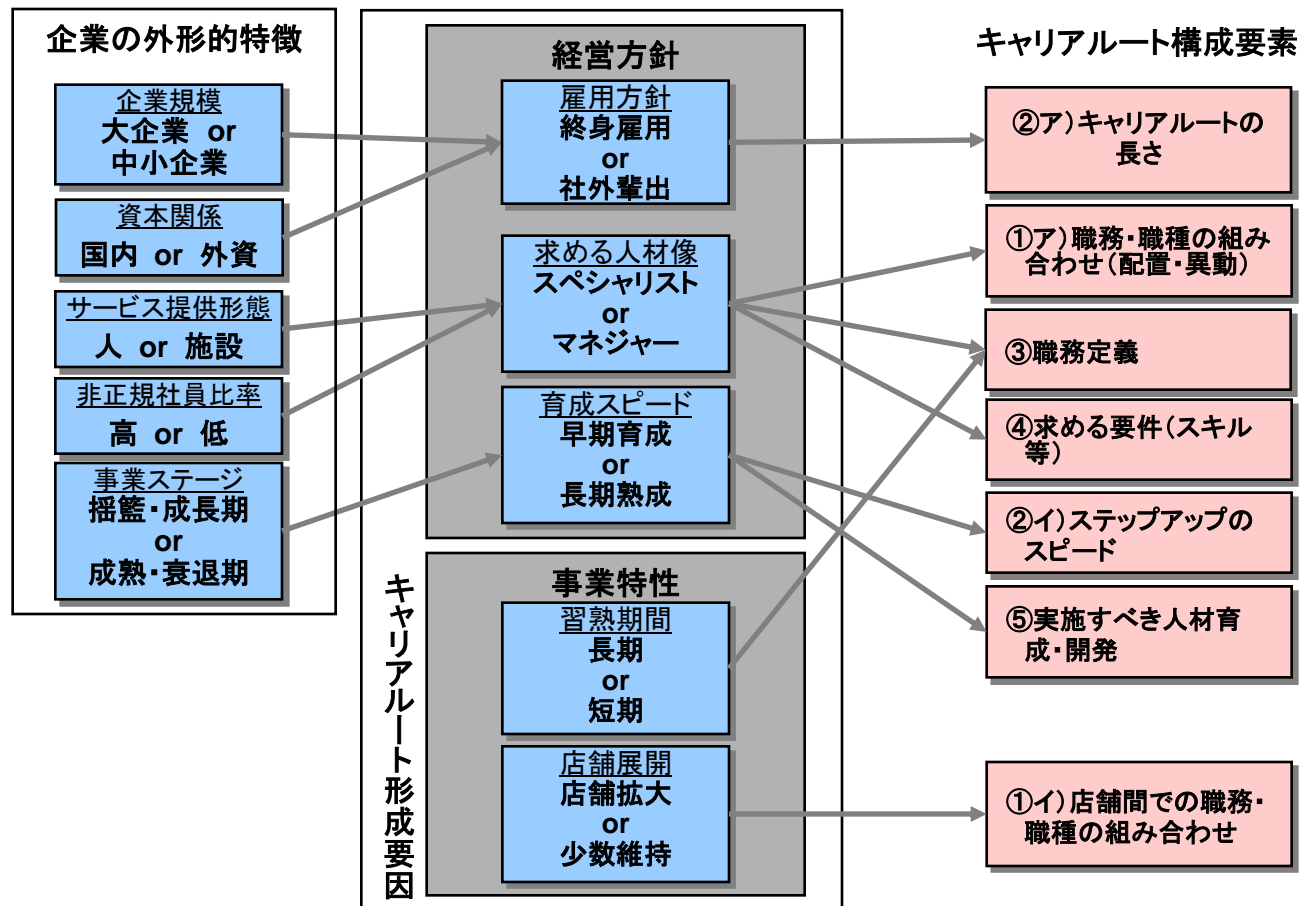 企業の外形的特徴
企業規模
大企業 or
中小企業
資本関係
国内 or 外資
サービス提供形態
人 or 施設
非正規社員比率
高 or 低
事業ステージ
揺籃・成長期
or
成熟・衰退期
キャリアルート形成要因
経営方針
雇用方針
終身雇用
or
社外輩出
求める人材像
スペシャリスト
or
マネジャー
育成スピード
早期育成
or
長期熟成
事業特性
習熟期間
長期
or
短期
店舗展開
店舗拡大
or
少数維持
キャリアルート構成要素
②ア)キャリアルートの
長さ
①ア)職務・職種の組み
合わせ(配置・異動)
③職務定義
④求める要件(スキル
等)
②イ)ステップアップの
スピード
⑤実施すべき人材育
成・開発
①イ)店舗間での職務・
職種の組み合わせ